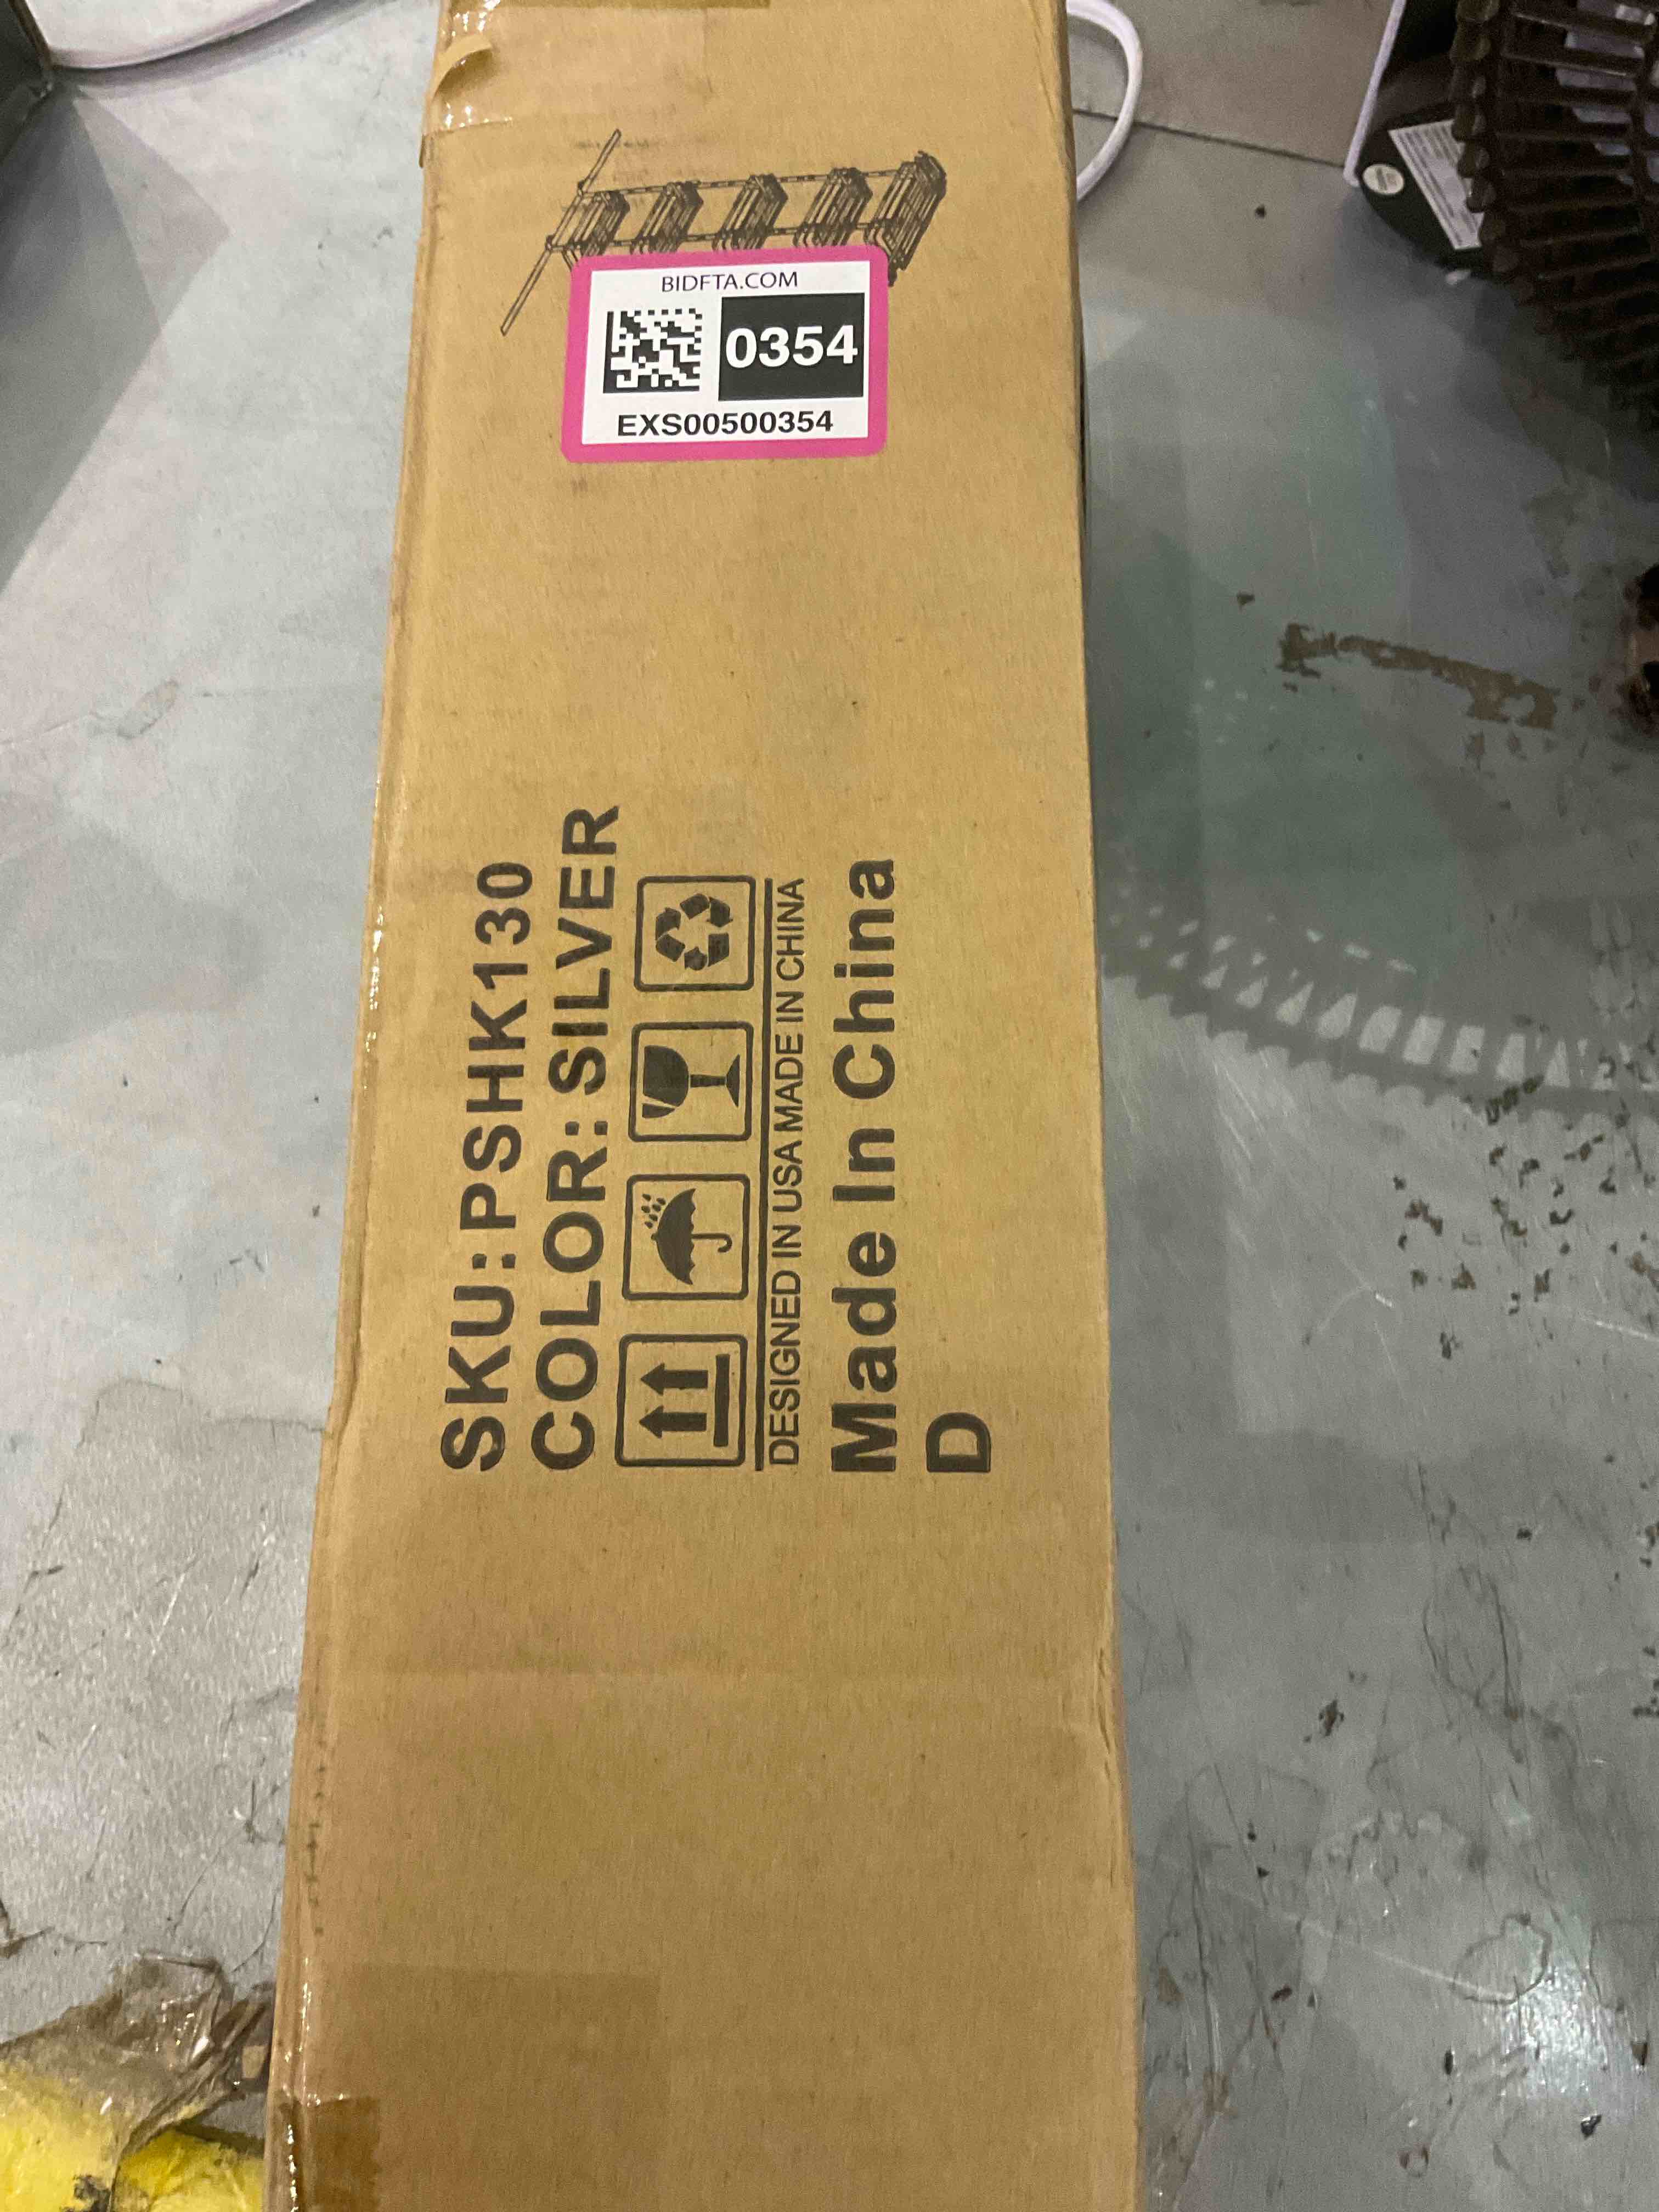 BIDFTA.COM
0354
EXS00500354
SKU:PSHK130
COLOR:SILVER
DESIGNED IN USA MADE IN CHINA
Made In China
D